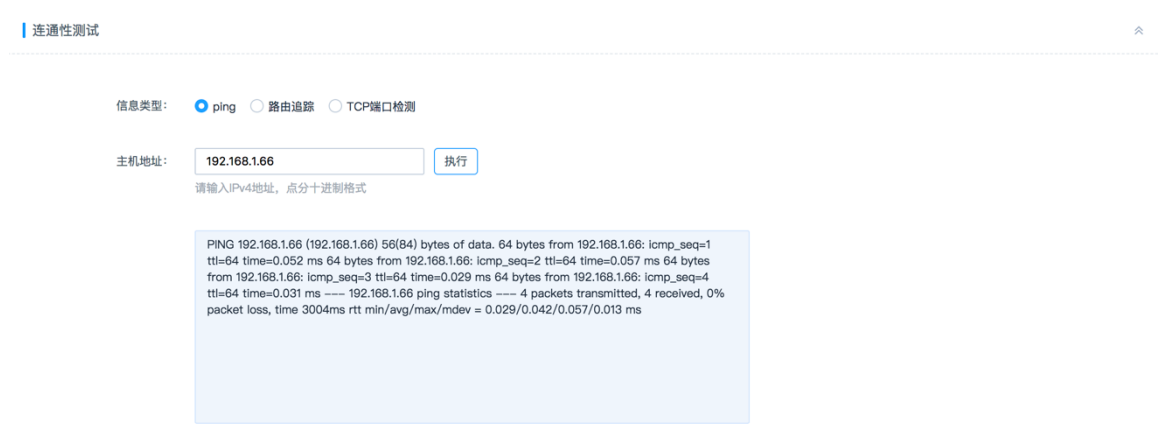 连通性测试
信息类型: ping 路由追踪 TCP端口检测
主机地址: 192.168.1.66 执行
请输入IPv4地址，点分十进制格式
PING 192.168.1.66 (192.168.1.66) 56(84) bytes of data. 64 bytes from 192.168.1.66: icmp_seq=1
ttl=64 time=0.052 ms 64 bytes from 192.168.1.66: icmp_seq=2 ttl=64 time=0.057 ms 64 bytes
from 192.168.1.66: icmp_seq=3 ttl=64 time=0.029 ms 64 bytes from 192.168.1.66: icmp_seq=4
ttl=64 time=0.031 ms --- 192.168.1.66 ping statistics --- 4 packets transmitted, 4 received, 0%
packet loss, time 3004ms rtt min/avg/max/mdev = 0.029/0.042/0.057/0.013 ms